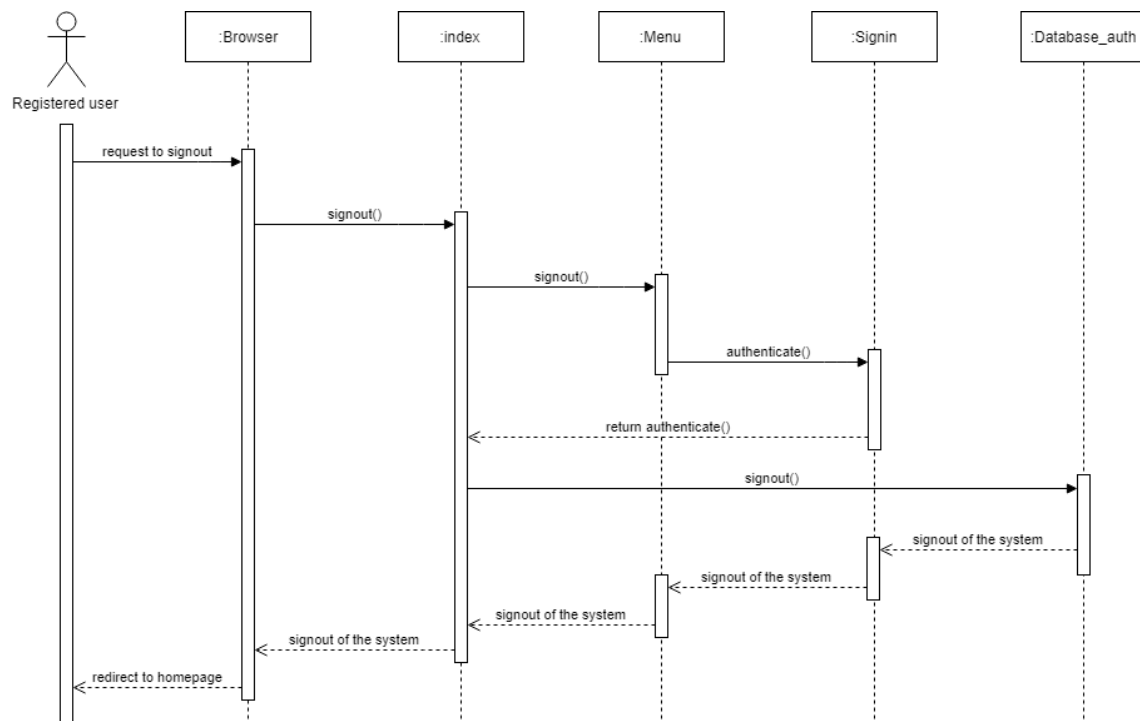 :Browser
:index
:Menu
:Signin
:Database_auth
Registered user
request to signout
signout()
signout()
authenticate()
return authenticate()
signout()
signout of the system
signout of the system
signout of the system
signout of the system
redirect to homepage